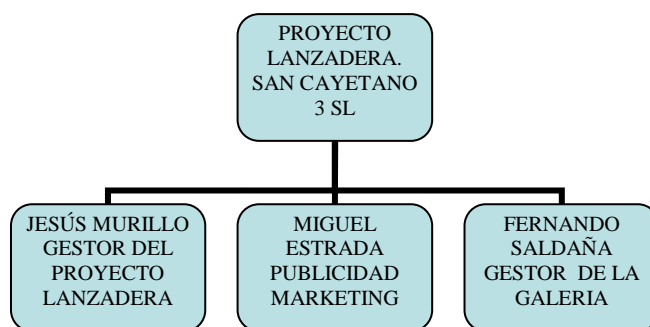 PROYECTO
LANZADERA.
SAN CAYETANO
3 SL
JESÚS MURILLO
GESTOR DEL
PROYECTO
LANZADERA
MIGUEL
ESTRADA
PUBLICIDAD
MARKETING
FERNANDO
SALDAÑA
GESTOR DE LA
GALERIA